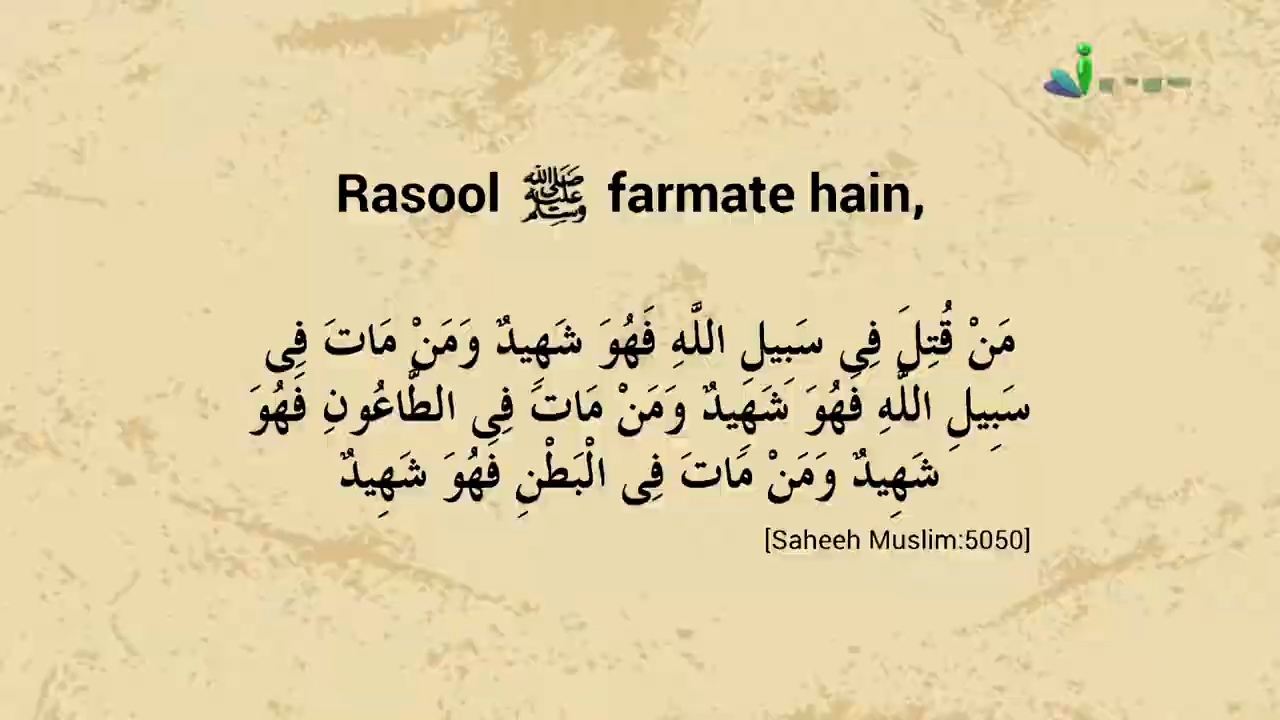 Rasool ﷺ farmate hain,
مَنْ قُتِلَ فِى سَبِيلِ اللَّهِ فَهُوَ شَهِيدٌ وَمَنْ مَاتَ فِى
سَبِيلِ اللَّهِ فَهُوَ شَهِيدٌ وَمَنْ مَاتَ فِى الطَّاعُونِ فَهُوَ
شَهِيدٌ وَمَنْ مَاتَ فِى الْبَطْنِ فَهُوَ شَهِيدٌ
[Saheeh Muslim:5050]